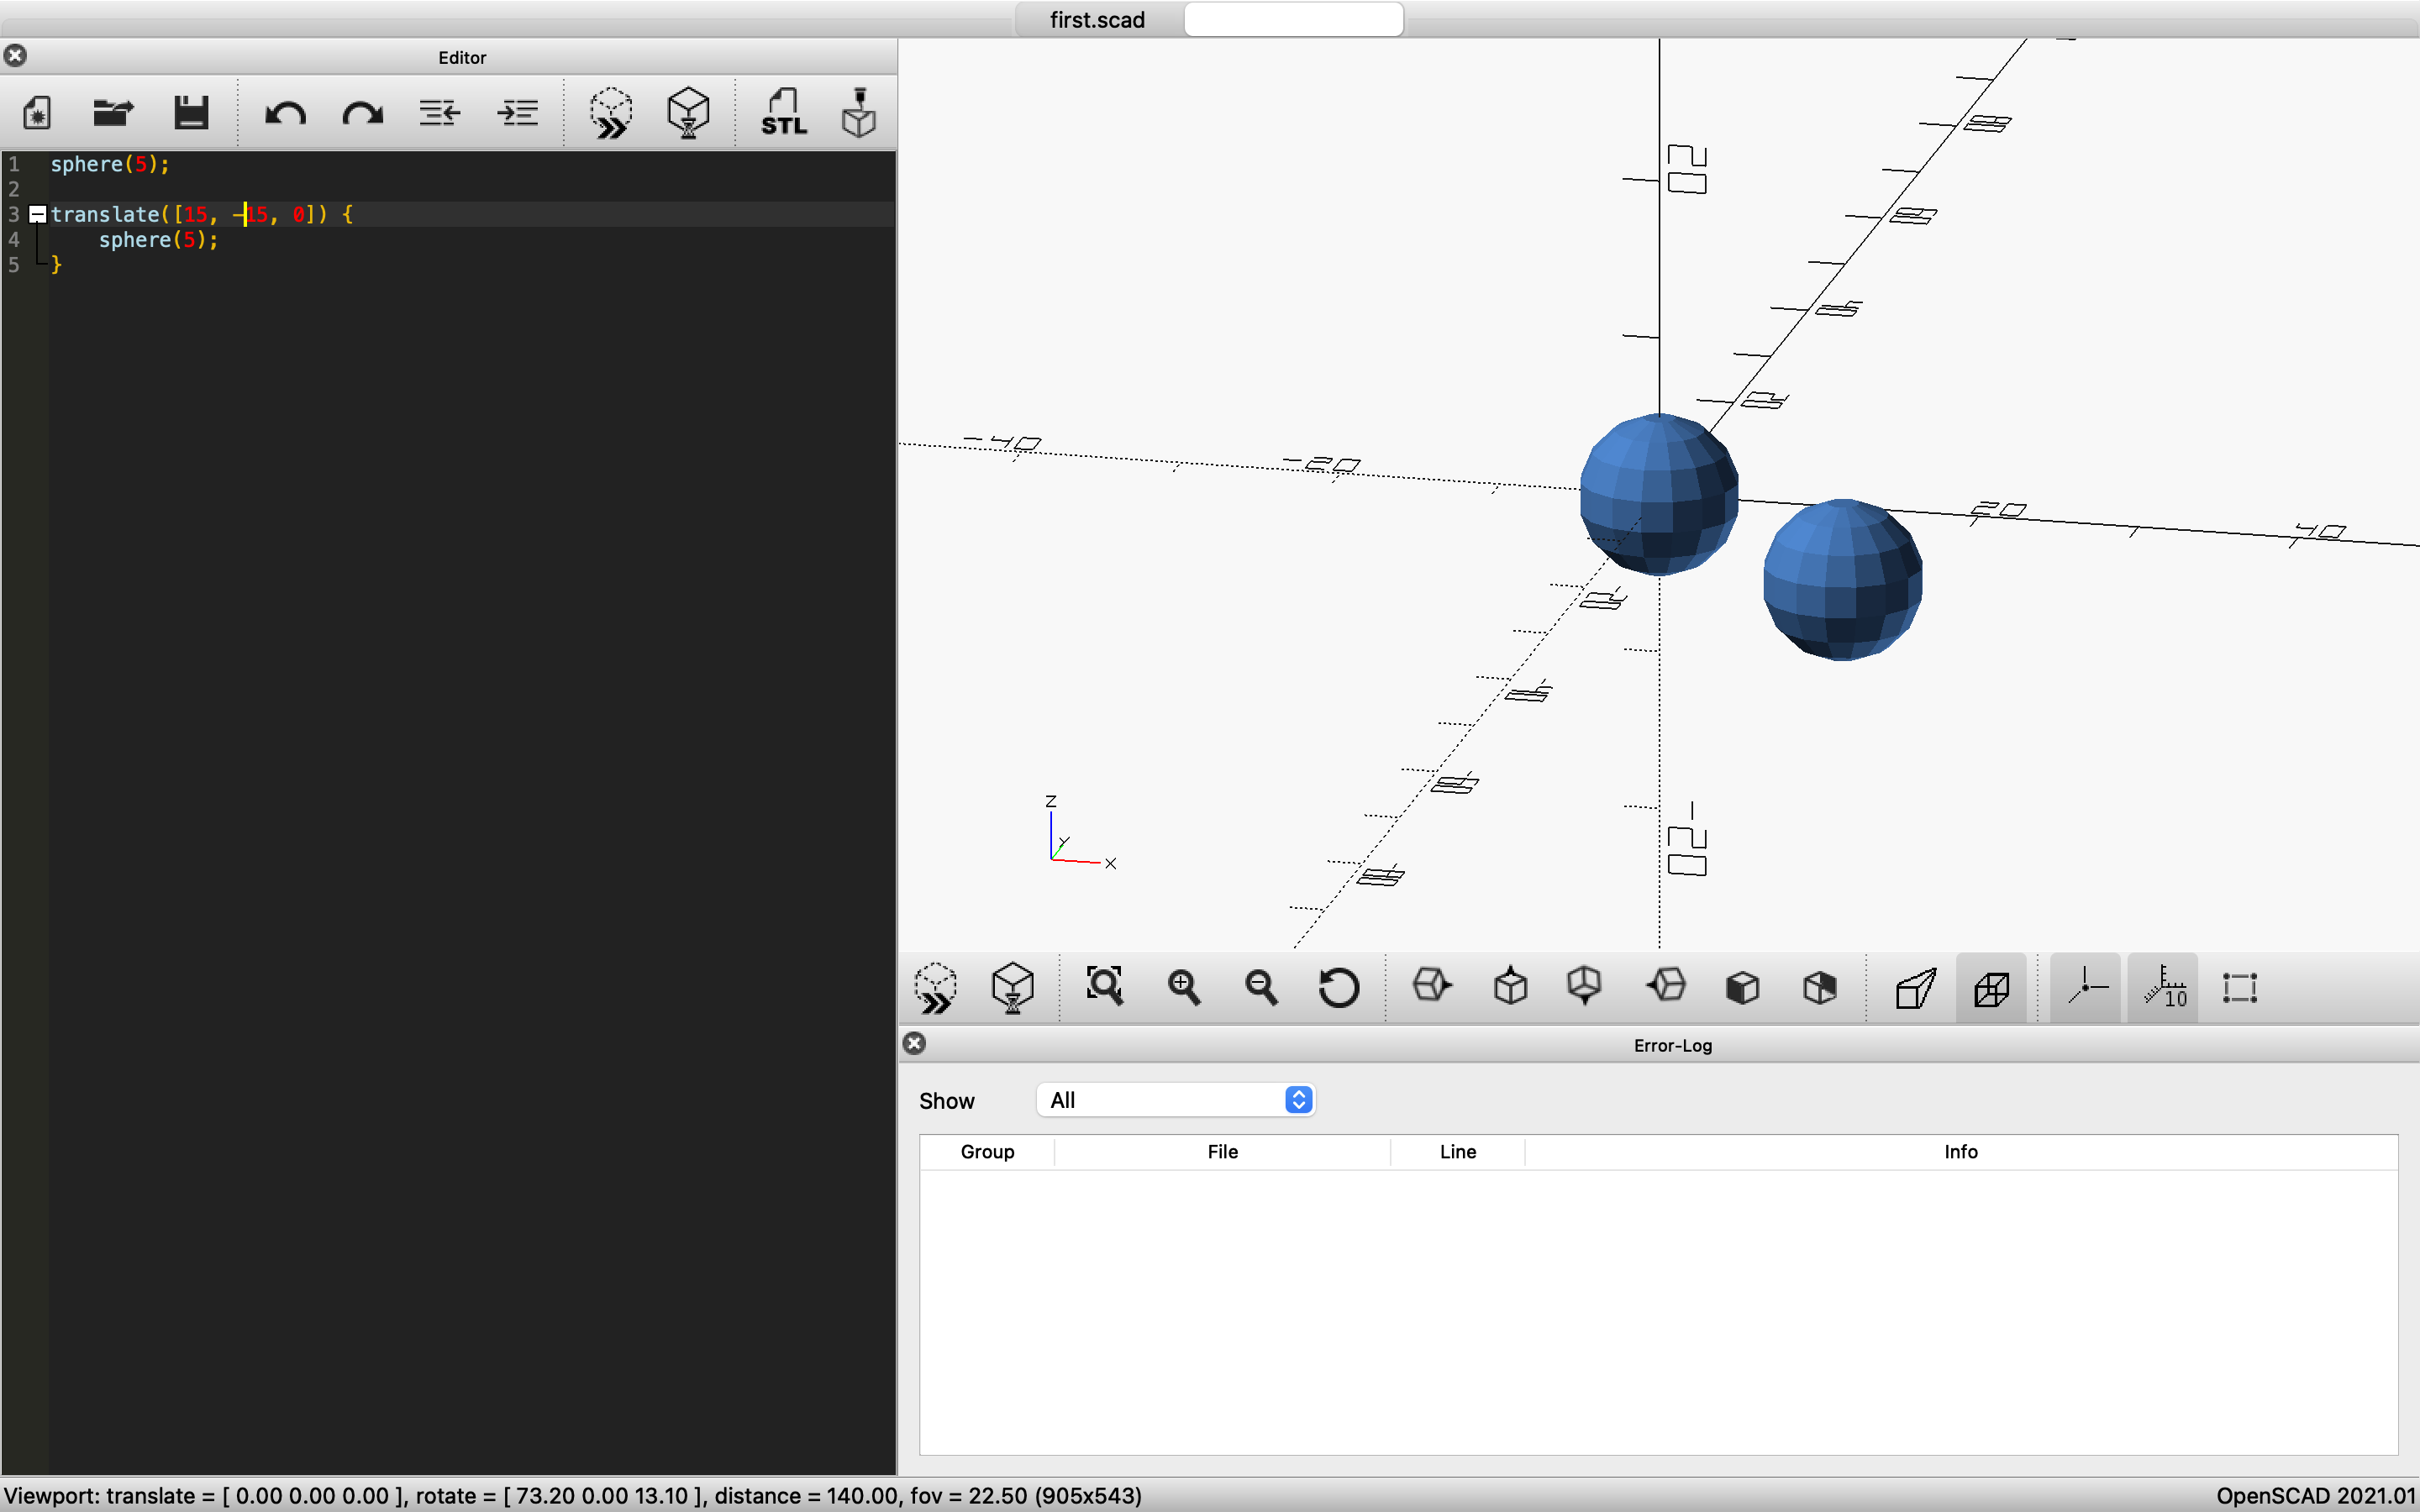 first.scad
Editor
STL
1 sphere(5);
2
3 translate([15, -15, 0]) {
4     sphere(5);
5 }
20
-40
-20
20
40
-20
Z
Y
X
10
Error-Log
Show All
Group File Line Info
Viewport: translate = [ 0.00 0.00 0.00 ], rotate = [ 73.20 0.00 13.10 ], distance = 140.00, fov = 22.50 (905x543)
OpenSCAD 2021.01